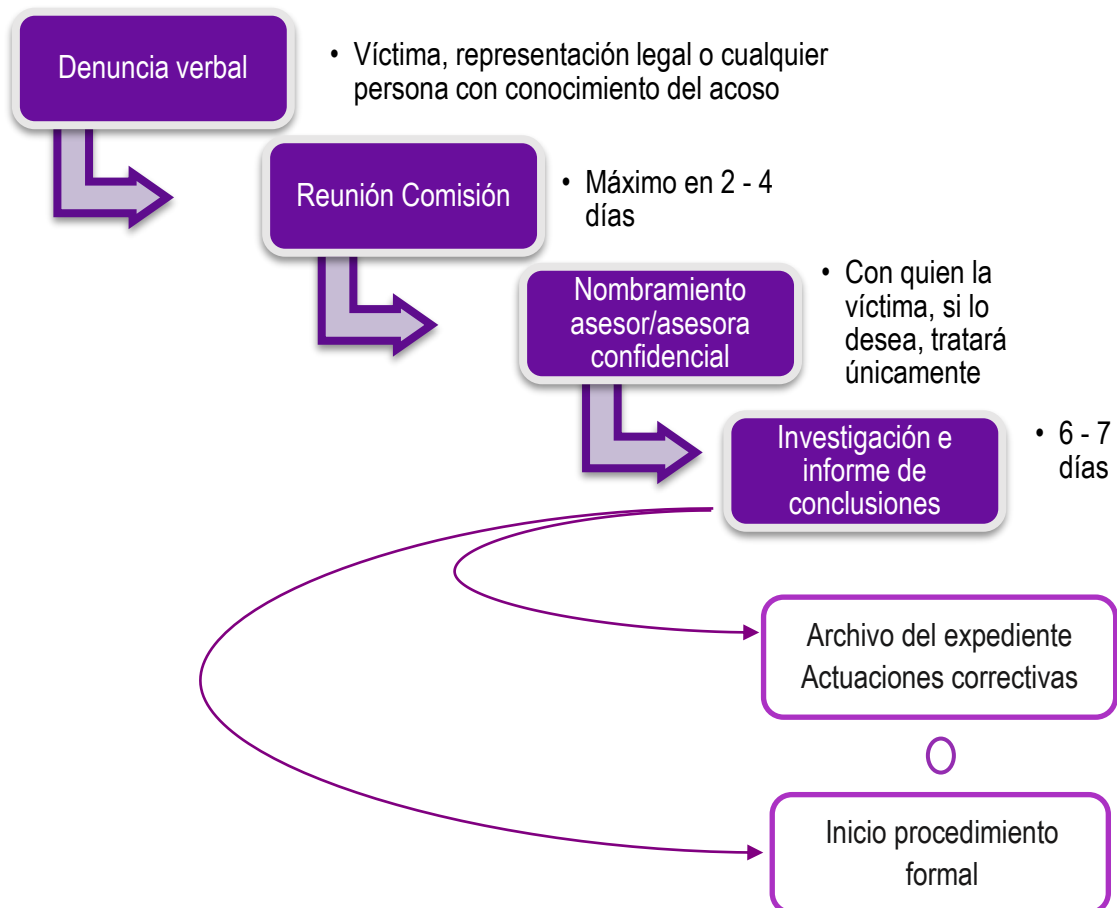 Denuncia verbal
• Víctima, representación legal o cualquier
persona con conocimiento del acoso
Reunión Comisión
• Máximo en 2 - 4
días
Nombramiento
asesor/asesora
confidencial
• Con quien la
víctima, si lo
desea, tratará
únicamente
Investigación e
informe de
conclusiones
• 6 - 7
días
Archivo del expediente
Actuaciones correctivas
O
Inicio procedimiento
formal